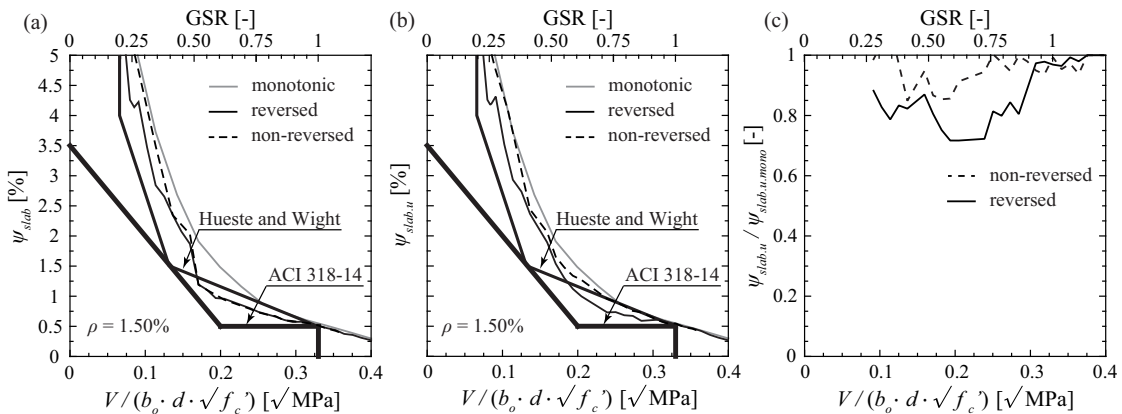 (a)
GSR [-]
0 0.25 0.5 0.75 1
5
4.5
4
3.5
3
2.5
2
1.5
1
0.5
0
ψslab [%]
monotonic
reversed
non-reversed
Hueste and Wight
ACI 318-14
ρ = 1.50%
0 0.1 0.2 0.3 0.4
V / (bo · d · √ fc’) [√ MPa]
(b)
GSR [-]
0 0.25 0.5 0.75 1
5
4.5
4
3.5
3
2.5
2
1.5
1
0.5
0
ψslab.u [%]
monotonic
reversed
non-reversed
Hueste and Wight
ACI 318-14
ρ = 1.50%
0 0.1 0.2 0.3 0.4
V / (bo · d · √ fc’) [√ MPa]
(c)
GSR [-]
0 0.25 0.5 0.75 1
1
0.8
0.6
0.4
0.2
0
ψslab.u / ψslab.u.mono [-]
non-reversed
reversed
0 0.1 0.2 0.3 0.4
V / (bo · d · √ fc’) [√ MPa]